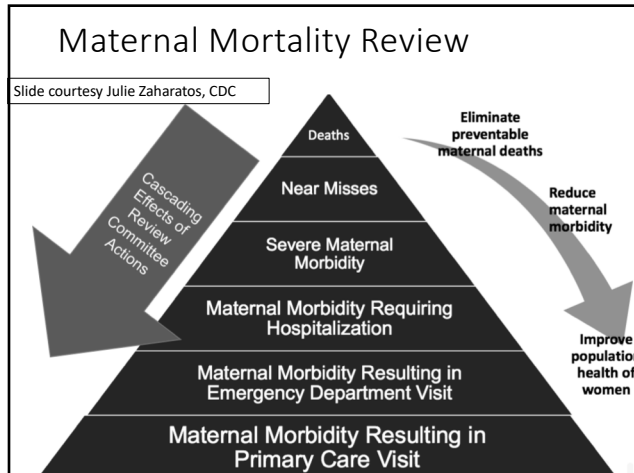 Maternal Mortality Review
Slide courtesy Julie Zaharatos, CDC
Cascading
Effects of
Review
Committee
Actions
Deaths
Near Misses
Severe Maternal
Morbidity
Maternal Morbidity Requiring
Hospitalization
Maternal Morbidity Resulting in
Emergency Department Visit
Maternal Morbidity Resulting in
Primary Care Visit
Eliminate
preventable
maternal deaths
Reduce
maternal
morbidity
Improve
population
health of
women